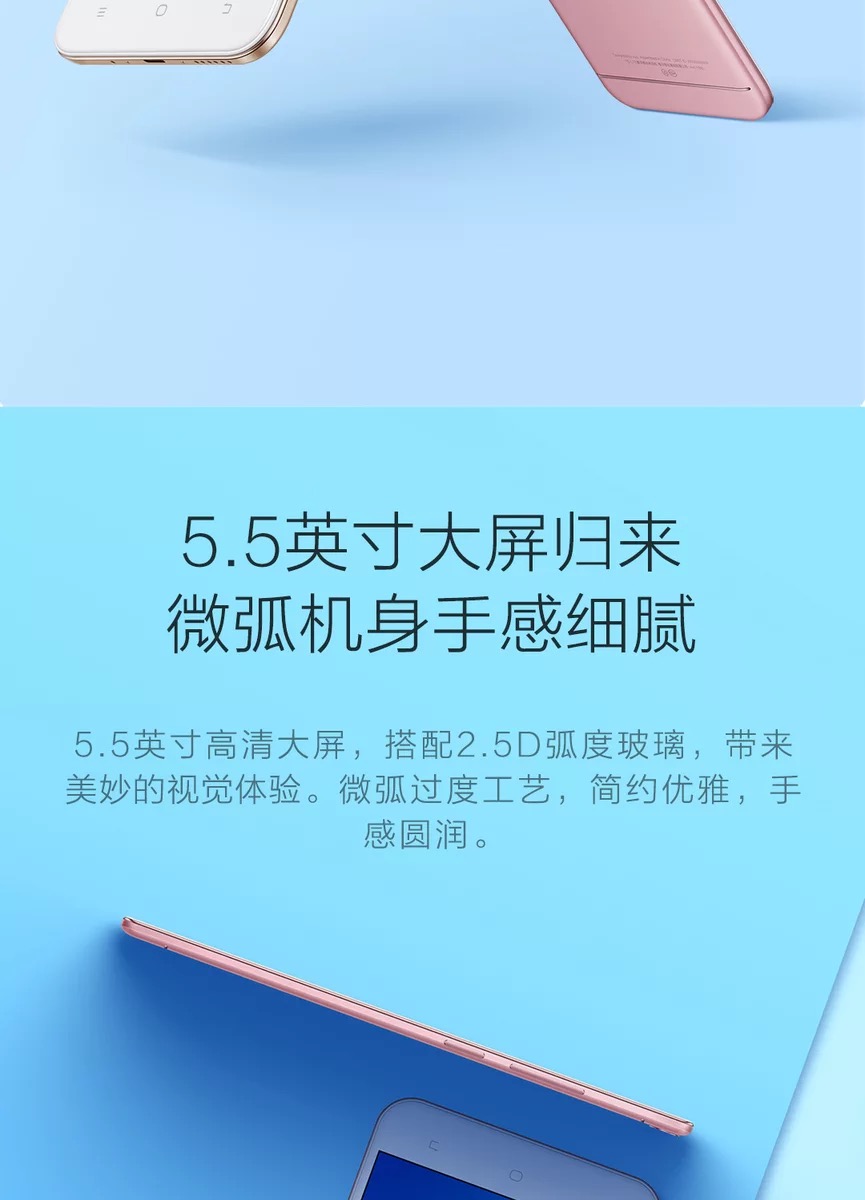 5.5英寸大屏归来
微弧机身手感细腻
5.5英寸高清大屏，搭配2.5D弧度玻璃，带来
美妙的视觉体验。微弧过度工艺，简约优雅，手
感圆润。